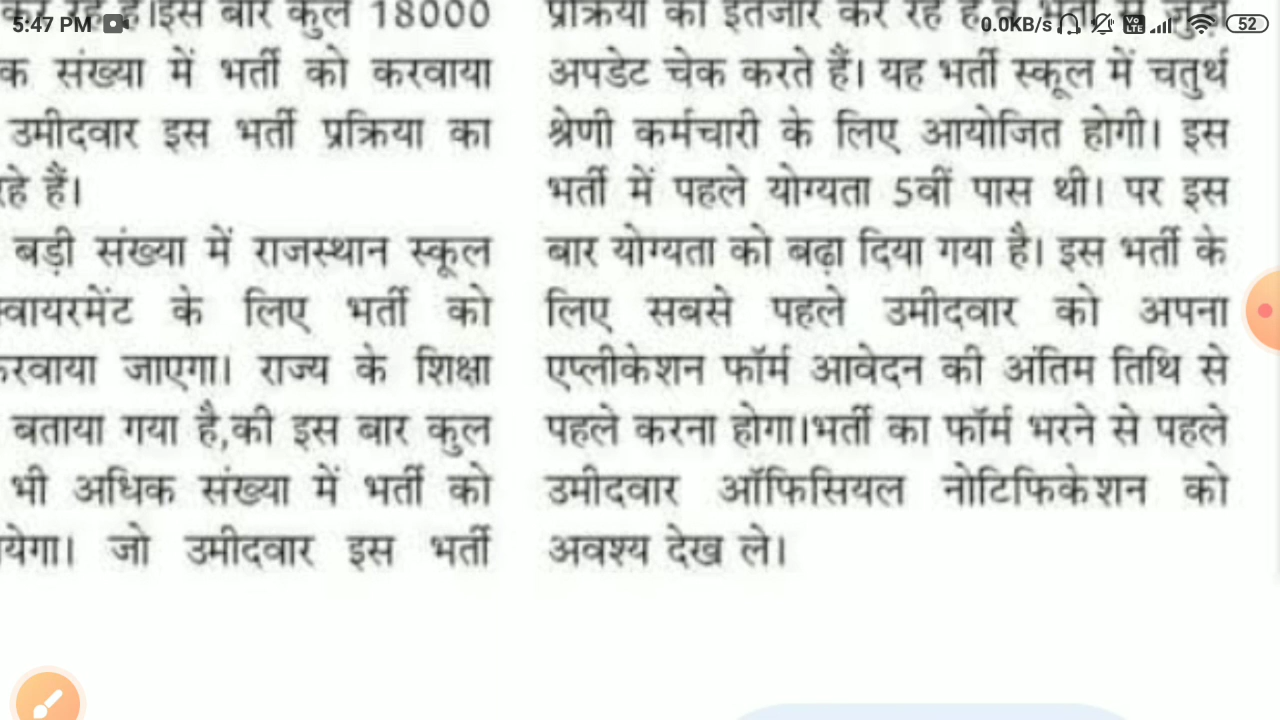 5:47 PM
0.0KB/s
Vo LTE
52
कर रहे है।इस बार कुल 18000
क संख्या में भर्ती को करवाया
उमीदवार इस भर्ती प्रक्रिया का
रहे हैं।
बड़ी संख्या में राजस्थान स्कूल
क्वायरमेंट के लिए भर्ती को
करवाया जाएगा। राज्य के शिक्षा
बताया गया है,की इस बार कुल
भी अधिक संख्या में भर्ती को
येगा। जो उमीदवार इस भर्ती
प्रक्रिया का इंतजार कर रहे है,वे भर्ती से जुड़ी
अपडेट चेक करते हैं। यह भर्ती स्कूल में चतुर्थ
श्रेणी कर्मचारी के लिए आयोजित होगी। इस
भर्ती में पहले योग्यता 5वीं पास थी। पर इस
बार योग्यता को बढ़ा दिया गया है। इस भर्ती के
लिए सबसे पहले उमीदवार को अपना
एप्लीकेशन फॉर्म आवेदन की अंतिम तिथि से
पहले करना होगा।भर्ती का फॉर्म भरने से पहले
उमीदवार ऑफिसियल नोटिफिकेशन को
अवश्य देख ले।